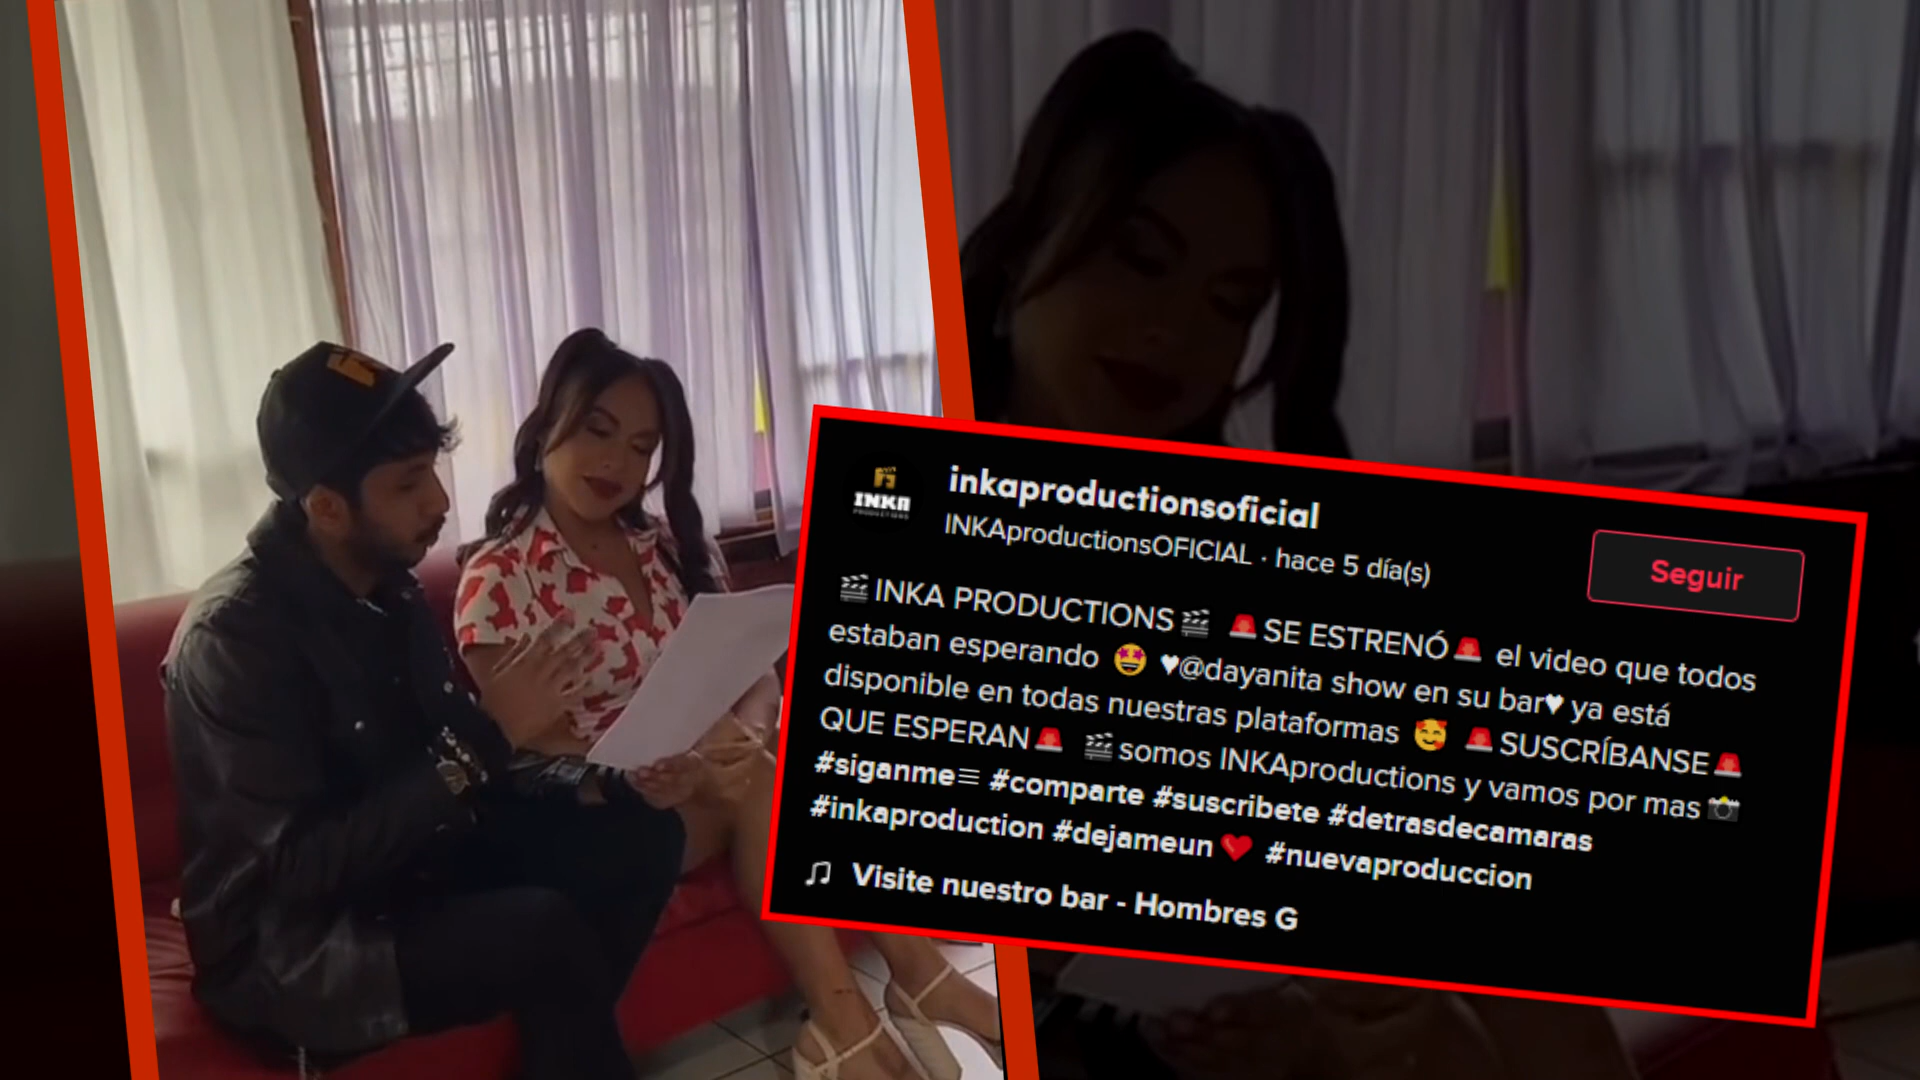 INKA
PRODUCTIONS
inkaproductionsoficial
INKAproductionsOFICIAL · hace 5 día(s)
Seguir
🎬INKA PRODUCTIONS🎬 🚨SE ESTRENÓ🚨 el video que todos
estaban esperando 🤩 ♥@dayanita show en su bar♥ ya está
disponible en todas nuestras plataformas 🥰 🚨SUSCRÍBANSE🚨
QUE ESPERAN🚨 🎬somos INKAproductions y vamos por mas📸
#siganme☰ #comparte #suscribete #detrasdecamaras
#inkaproduction #dejameun❤️ #nuevaproduccion
♫ Visite nuestro bar - Hombres G